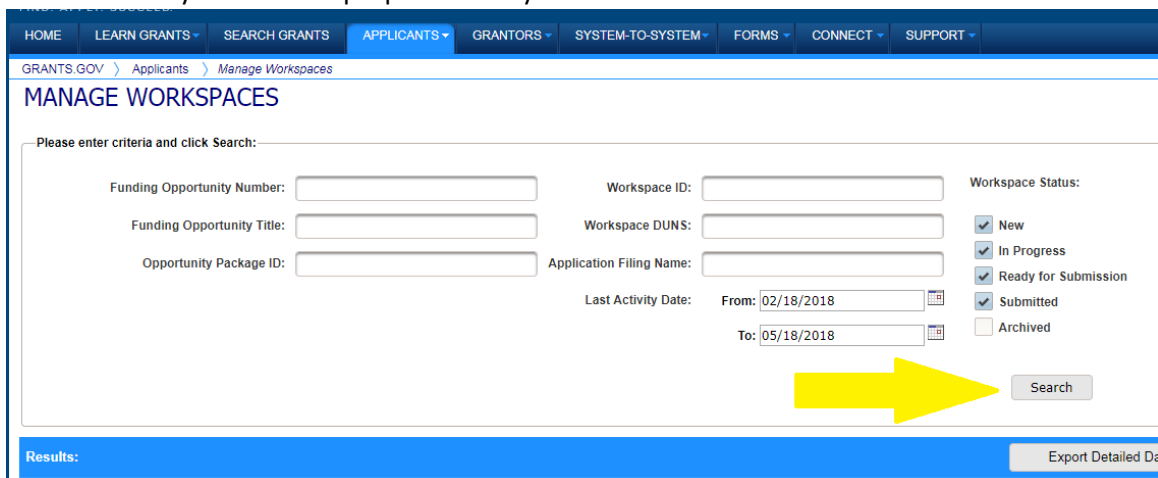 HOME LEARN GRANTS SEARCH GRANTS APPLICANTS GRANTORS SYSTEM-TO-SYSTEM FORMS CONNECT SUPPORT
GRANTS.GOV 〉 Applicants 〉 Manage Workspaces
MANAGE WORKSPACES
Please enter criteria and click Search:
Funding Opportunity Number: Workspace ID: Workspace Status:
Funding Opportunity Title: Workspace DUNS: New
In Progress
Opportunity Package ID: Application Filing Name:
Ready for Submission
Last Activity Date: From: 02/18/2018 Submitted
Archived
To: 05/18/2018
Search
Results: Export Detailed Da